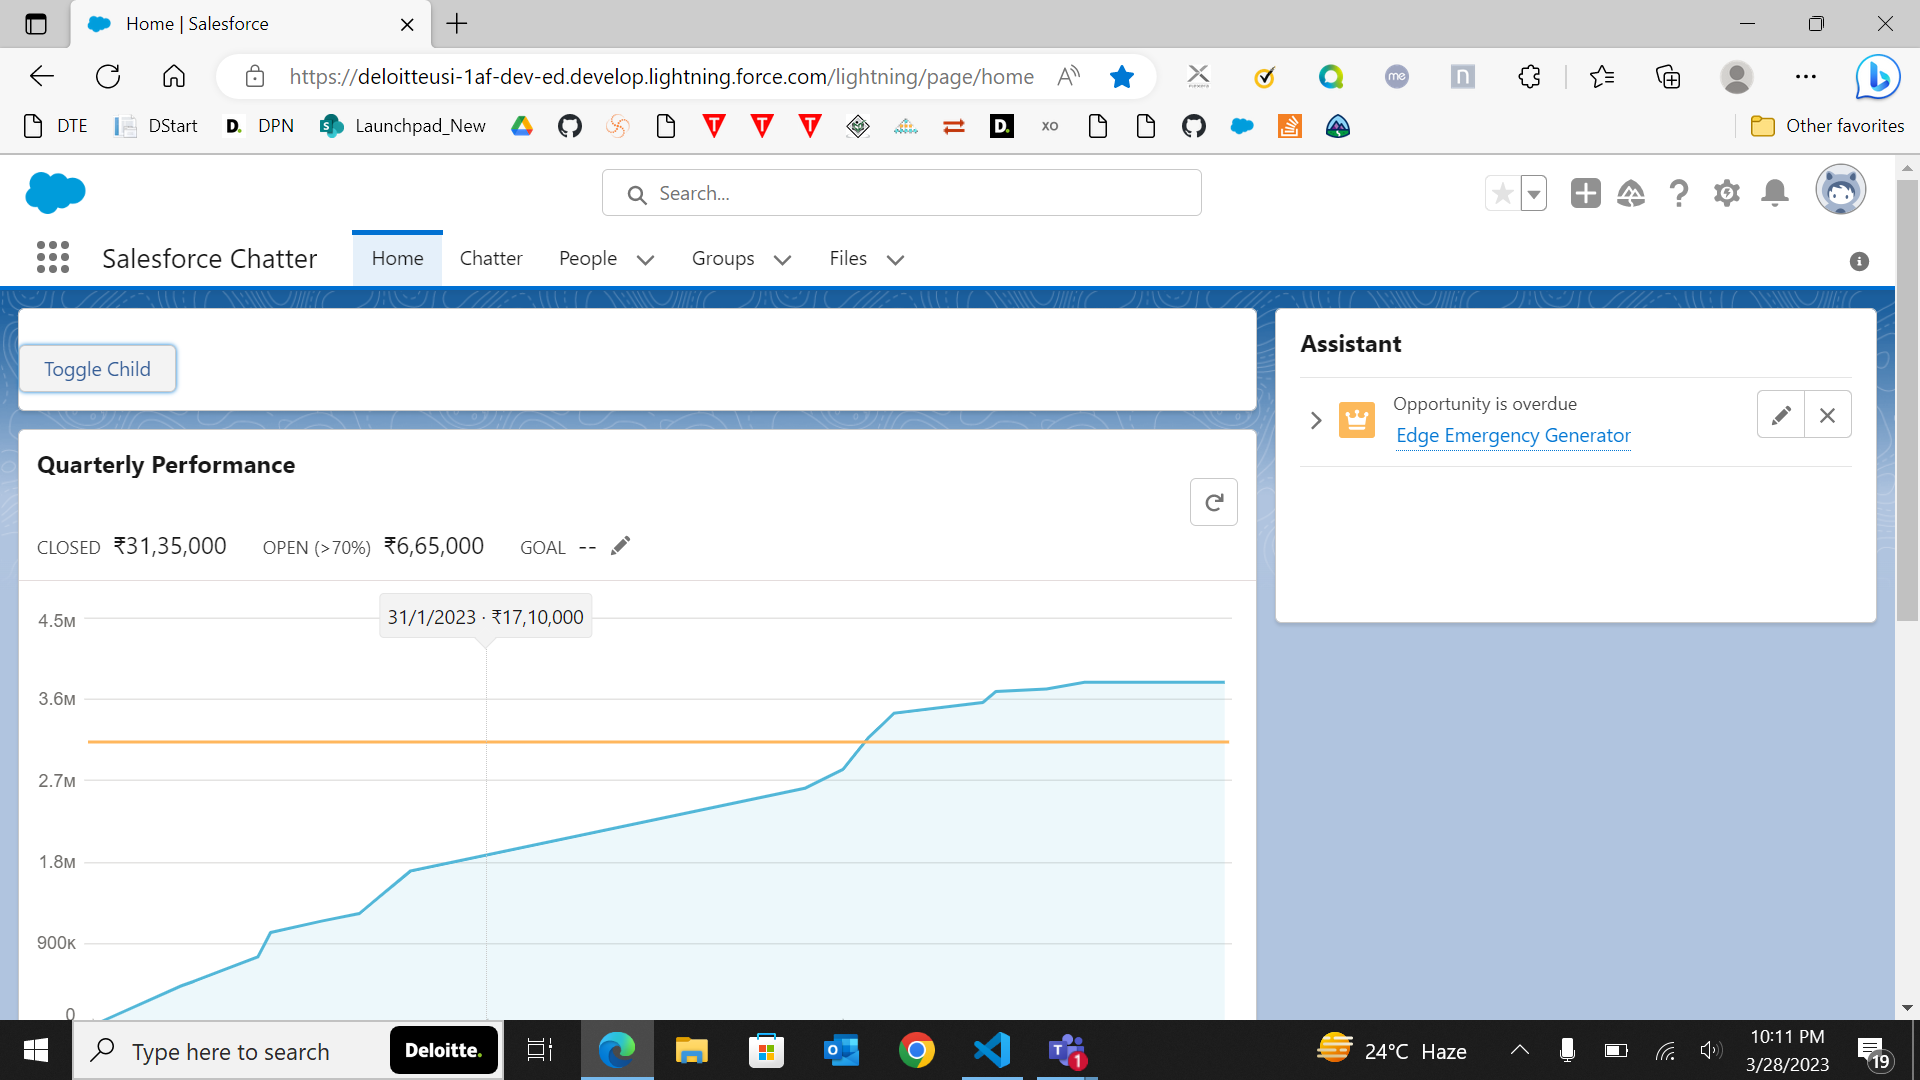 Home | Salesforce
https://deloitteusi-1af-dev-ed.develop.lightning.force.com/lightning/page/home
me
n
DTE
DStart
D.
DPN
Launchpad_New
T
T
T
D.
XO
Other favorites
Search...
Salesforce Chatter
Home
Chatter
People
Groups
Files
Toggle Child
Assistant
Opportunity is overdue
Edge Emergency Generator
Quarterly Performance
CLOSED ₹31,35,000 OPEN (>70%) ₹6,65,000 GOAL --
31/1/2023 · ₹17,10,000
4.5M
3.6M
2.7M
1.8M
900K
0
Type here to search
Deloitte.
1
24°C Haze
10:11 PM
3/28/2023
19